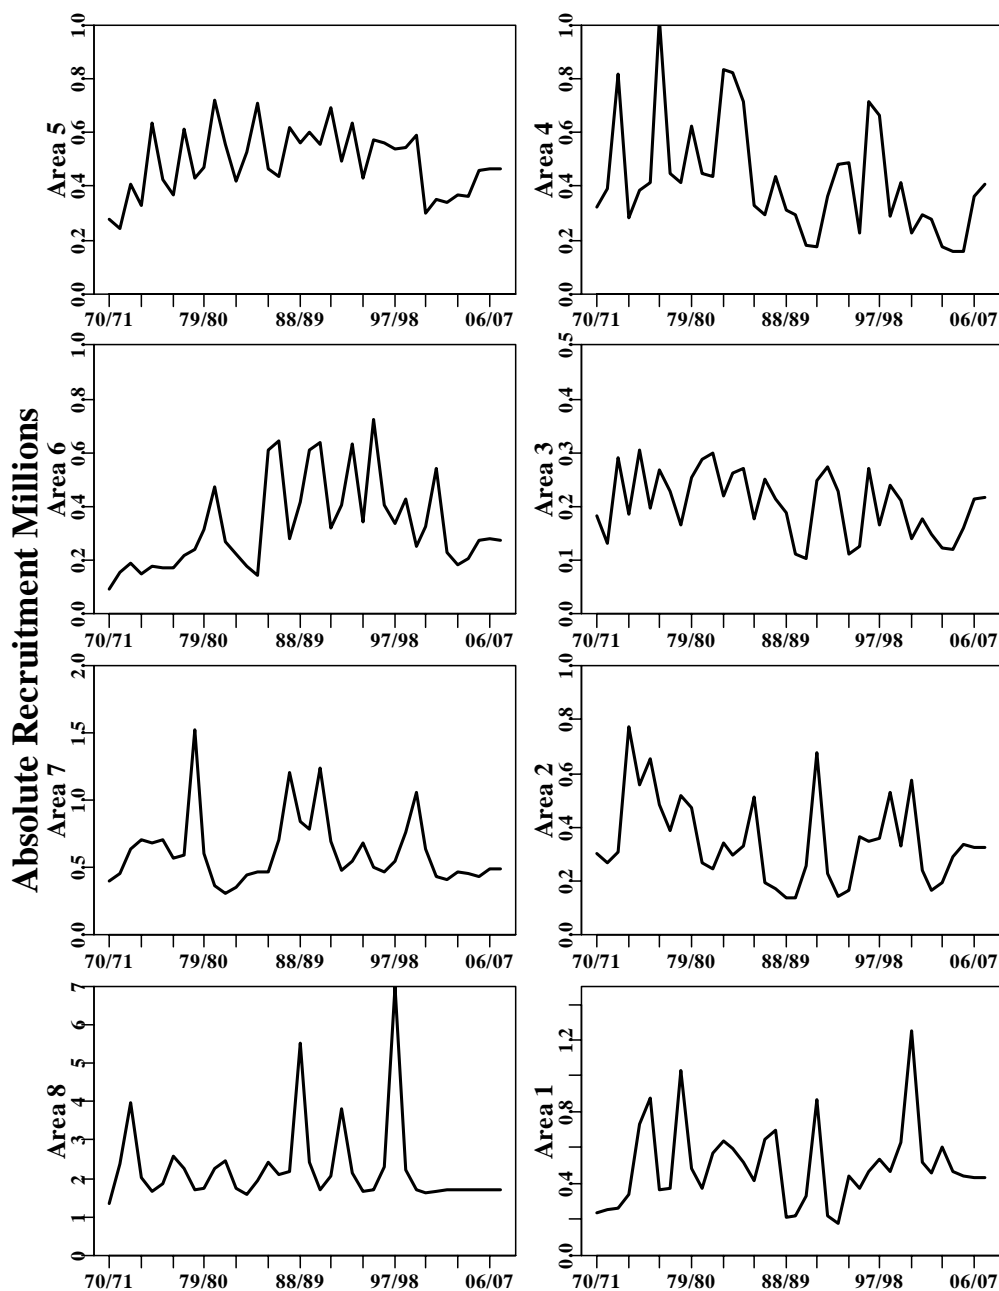 Absolute Recruitment Millions
Area 5
0.0 0.2 0.4 0.6 0.8 1.0
70/71 79/80 88/89 97/98 06/07
Area 4
0.0 0.2 0.4 0.6 0.8 1.0
70/71 79/80 88/89 97/98 06/07
Area 6
0.0 0.2 0.4 0.6 0.8 1.0
70/71 79/80 88/89 97/98 06/07
Area 3
0.0 0.1 0.2 0.3 0.4 0.5
70/71 79/80 88/89 97/98 06/07
Area 7
0.0 0.5 1.0 1.5 2.0
70/71 79/80 88/89 97/98 06/07
Area 2
0.0 0.2 0.4 0.6 0.8 1.0
70/71 79/80 88/89 97/98 06/07
Area 8
0 1 2 3 4 5 6 7
70/71 79/80 88/89 97/98 06/07
Area 1
0.0 0.4 0.8 1.2
70/71 79/80 88/89 97/98 06/07